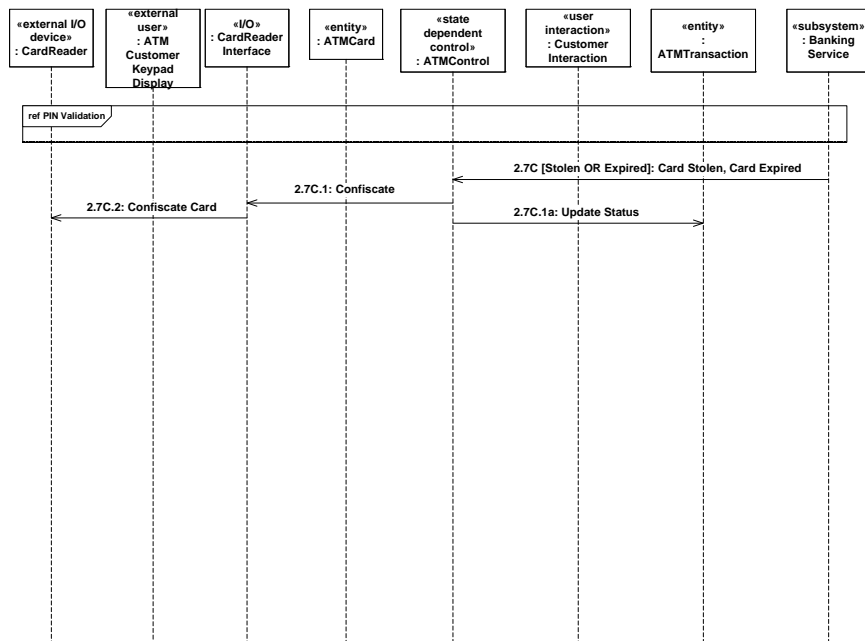 «external I/O
device»
: CardReader
«external
user»
: ATM
Customer
Keypad
Display
«I/O»
: CardReader
Interface
«entity»
: ATMCard
«state
dependent
control»
: ATMControl
«user
interaction»
: Customer
Interaction
«entity»
:
ATMTransaction
«subsystem»
: Banking
Service
ref PIN Validation
2.7C [Stolen OR Expired]: Card Stolen, Card Expired
2.7C.1: Confiscate
2.7C.2: Confiscate Card
2.7C.1a: Update Status